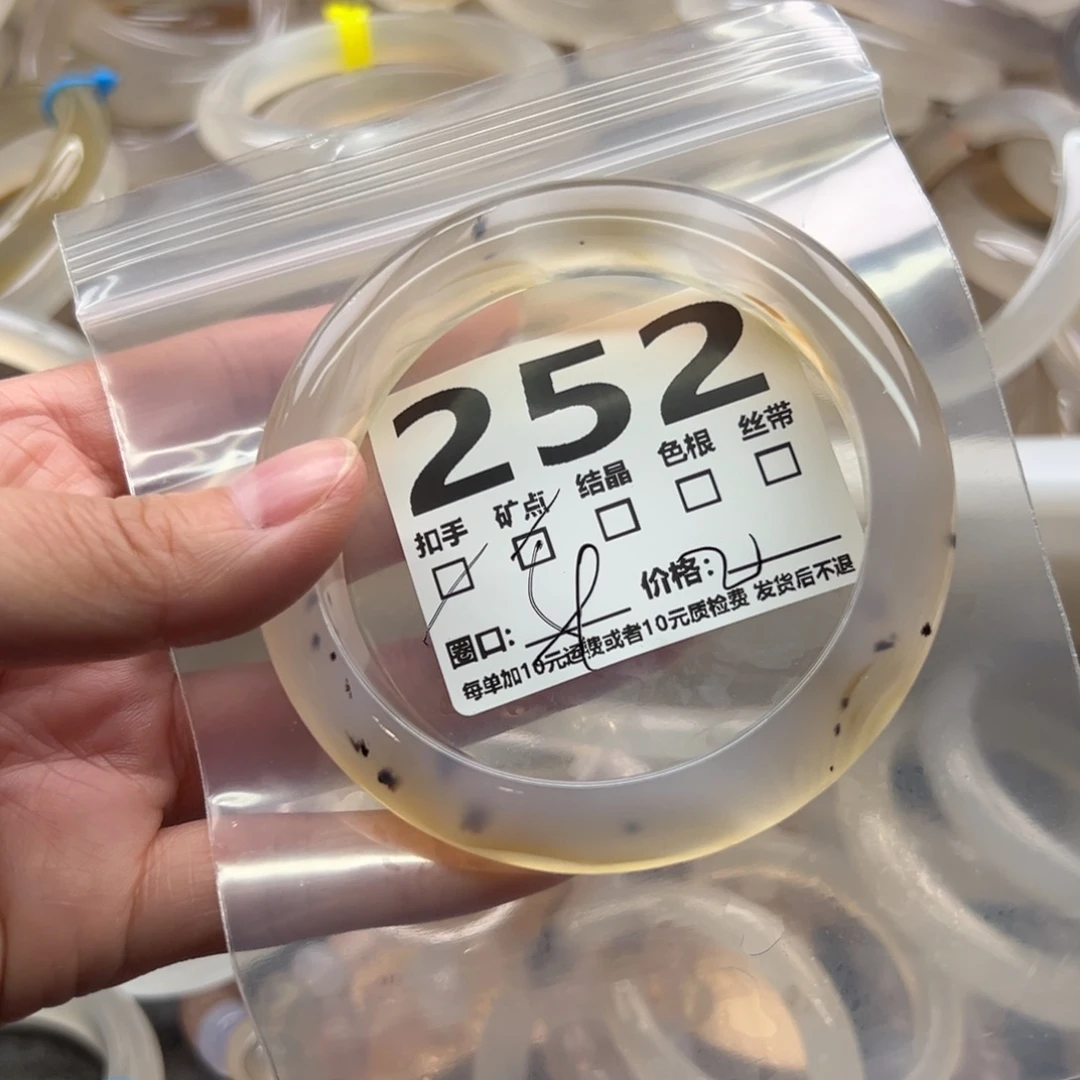 252
扣手 矿点 结晶 色根 丝带
圈口: 价格:
每单加10元运费或者10元质检费 发货后不退